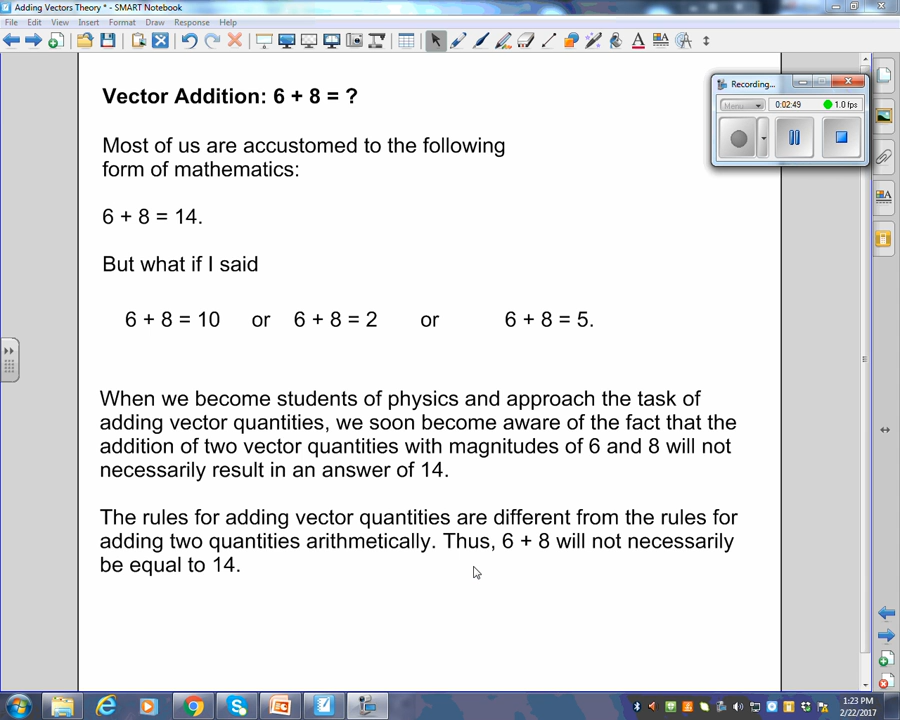 Adding Vectors Theory * - SMART Notebook
File Edit View Insert Format Draw Response Help
Recording...
Menu 0:02:49 1.0 fps
Vector Addition: 6 + 8 = ?
Most of us are accustomed to the following
form of mathematics:
6 + 8 = 14.
But what if I said
6 + 8 = 10 or 6 + 8 = 2 or 6 + 8 = 5.
When we become students of physics and approach the task of
adding vector quantities, we soon become aware of the fact that the
addition of two vector quantities with magnitudes of 6 and 8 will not
necessarily result in an answer of 14.
The rules for adding vector quantities are different from the rules for
adding two quantities arithmetically. Thus, 6 + 8 will not necessarily
be equal to 14.
1:23 PM
2/22/2017